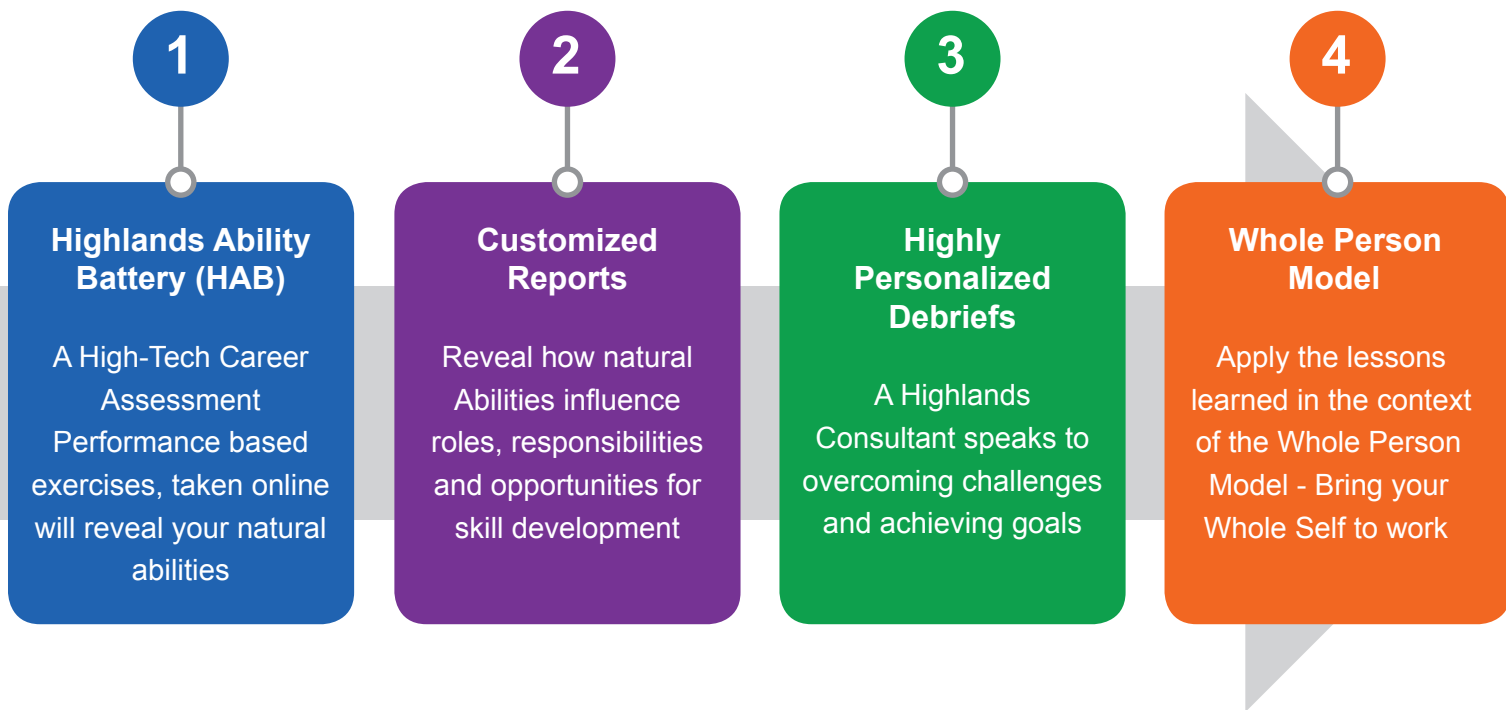 1
Highlands Ability
Battery (HAB)
A High-Tech Career
Assessment
Performance based
exercises, taken online
will reveal your natural
abilities
2
Customized
Reports
Reveal how natural
Abilities influence
roles, responsibilities
and opportunities for
skill development
3
Highly
Personalized
Debriefs
A Highlands
Consultant speaks to
overcoming challenges
and achieving goals
4
Whole Person
Model
Apply the lessons
learned in the context
of the Whole Person
Model - Bring your
Whole Self to work